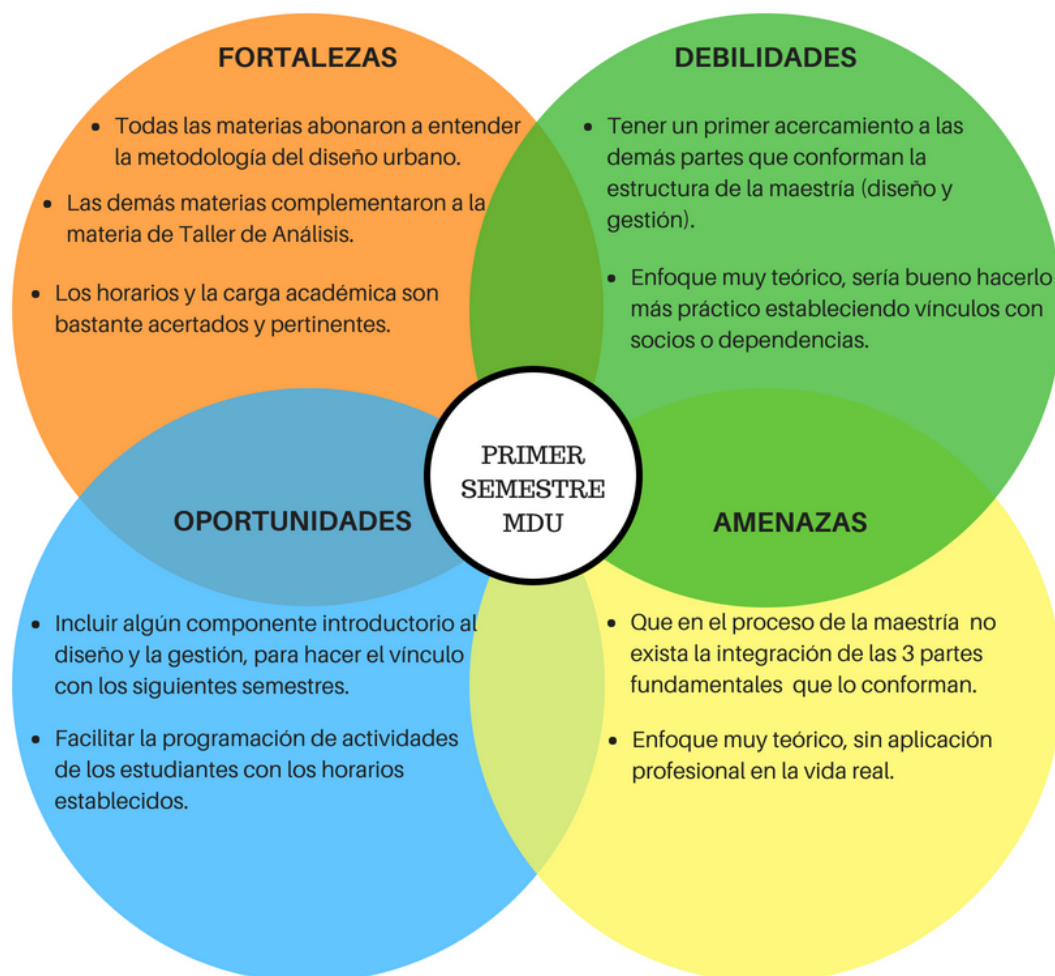 FORTALEZAS
• Todas las materias abonaron a entender
la metodología del diseño urbano.
• Las demás materias complementaron a la
materia de Taller de Análisis.
• Los horarios y la carga académica son
bastante acertados y pertinentes.
DEBILIDADES
• Tener un primer acercamiento a las
demás partes que conforman la
estructura de la maestría (diseño y
gestión).
• Enfoque muy teórico, sería bueno hacerlo
más práctico estableciendo vínculos con
socios o dependencias.
PRIMER
SEMESTRE
MDU
OPORTUNIDADES
• Incluir algún componente introductorio al
diseño y la gestión, para hacer el vínculo
con los siguientes semestres.
• Facilitar la programación de actividades
de los estudiantes con los horarios
establecidos.
AMENAZAS
• Que en el proceso de la maestría no
exista la integración de las 3 partes
fundamentales que lo conforman.
• Enfoque muy teórico, sin aplicación
profesional en la vida real.